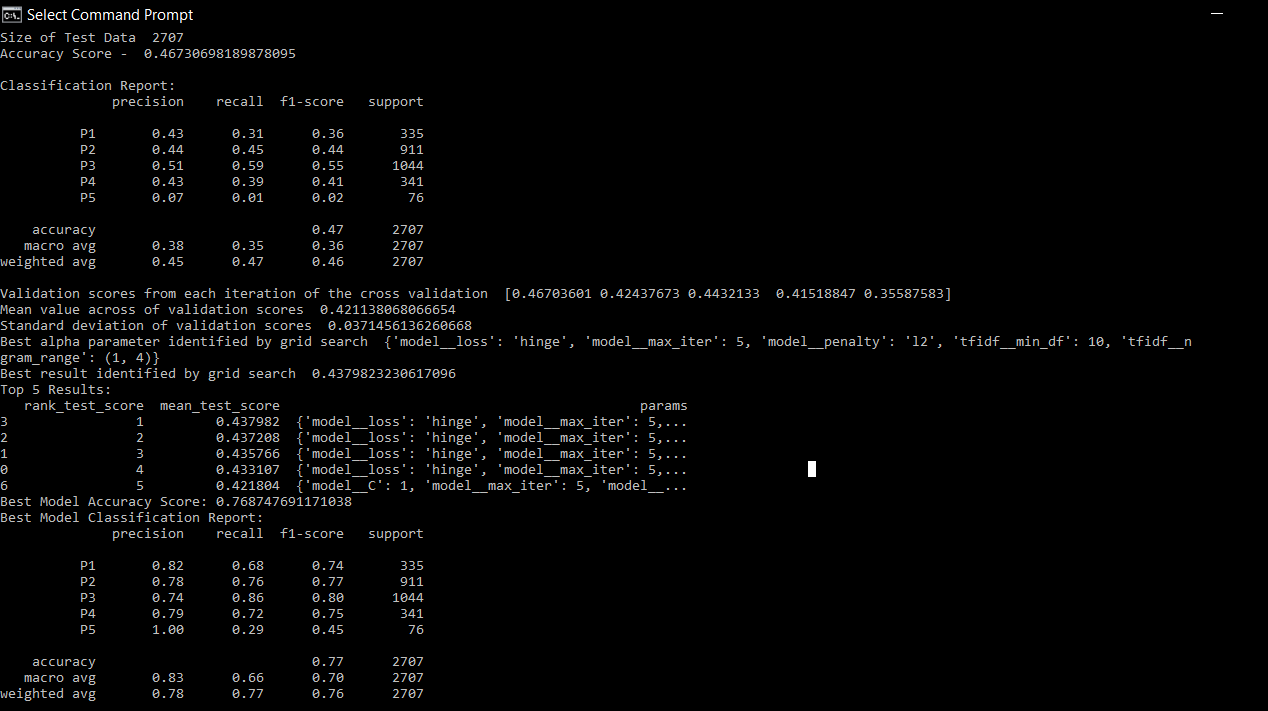 Select Command Prompt
Size of Test Data  2707
Accuracy Score -  0.46730698189878095
Classification Report:
              precision    recall  f1-score   support
          P1       0.43      0.31      0.36       335
          P2       0.44      0.45      0.44       911
          P3       0.51      0.59      0.55      1044
          P4       0.43      0.39      0.41       341
          P5       0.07      0.01      0.02        76
    accuracy                           0.47      2707
   macro avg       0.38      0.35      0.36      2707
weighted avg       0.45      0.47      0.46      2707
Validation scores from each iteration of the cross validation  [0.46703601 0.42437673 0.4432133  0.41518847 0.35587583]
Mean value across of validation scores  0.421138068066654
Standard deviation of validation scores  0.0371456136260668
Best alpha parameter identified by grid search  {'model__loss': 'hinge', 'model__max_iter': 5, 'model__penalty': 'l2', 'tfidf__min_df': 10, 'tfidf__n
gram_range': (1, 4)}
Best result identified by grid search  0.4379823230617096
Top 5 Results:
   rank_test_score  mean_test_score                                             params
3                1         0.437982  {'model__loss': 'hinge', 'model__max_iter': 5,...
2                2         0.437208  {'model__loss': 'hinge', 'model__max_iter': 5,...
1                3         0.435766  {'model__loss': 'hinge', 'model__max_iter': 5,...
0                4         0.433107  {'model__loss': 'hinge', 'model__max_iter': 5,...
6                5         0.421804  {'model__C': 1, 'model__max_iter': 5, 'model__...
Best Model Accuracy Score: 0.768747691171038
Best Model Classification Report:
              precision    recall  f1-score   support
          P1       0.82      0.68      0.74       335
          P2       0.78      0.76      0.77       911
          P3       0.74      0.86      0.80      1044
          P4       0.79      0.72      0.75       341
          P5       1.00      0.29      0.45        76
    accuracy                           0.77      2707
   macro avg       0.83      0.66      0.70      2707
weighted avg       0.78      0.77      0.76      2707